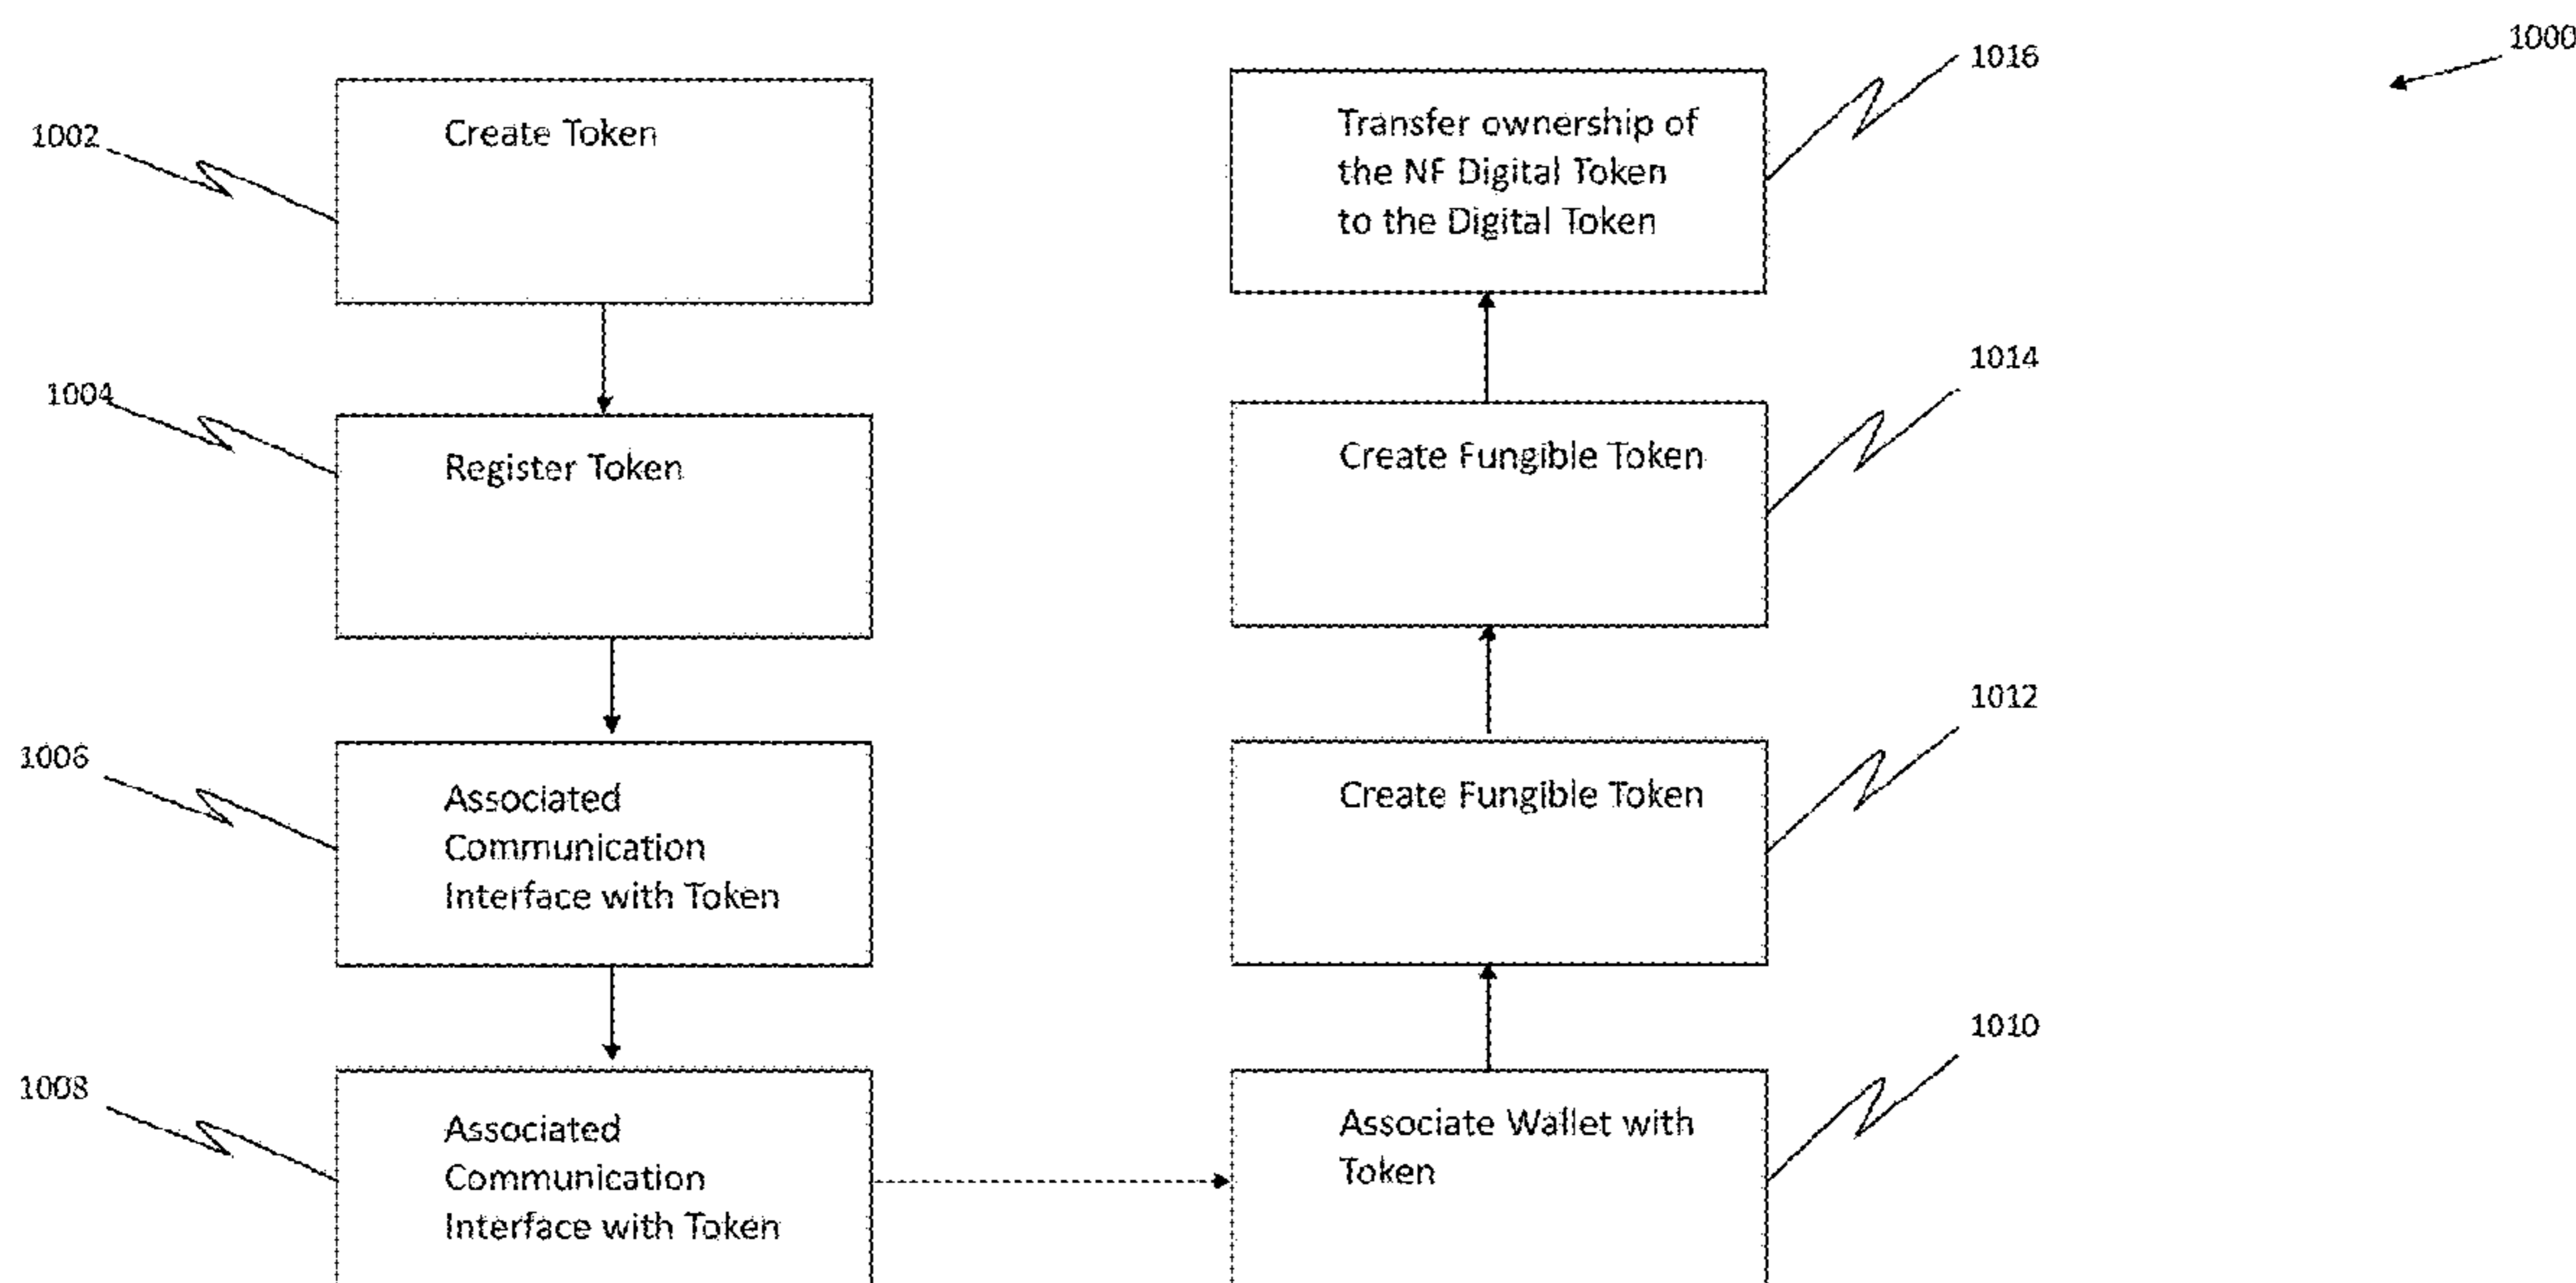 1000
1002
Create Token
1004
Register Token
1006
Associated
Communication
Interface with Token
1008
Associated
Communication
Interface with Token
1016
Transfer ownership of
the NF Digital Token
to the Digital Token
1014
Create Fungible Token
1012
Create Fungible Token
1010
Associate Wallet with
Token